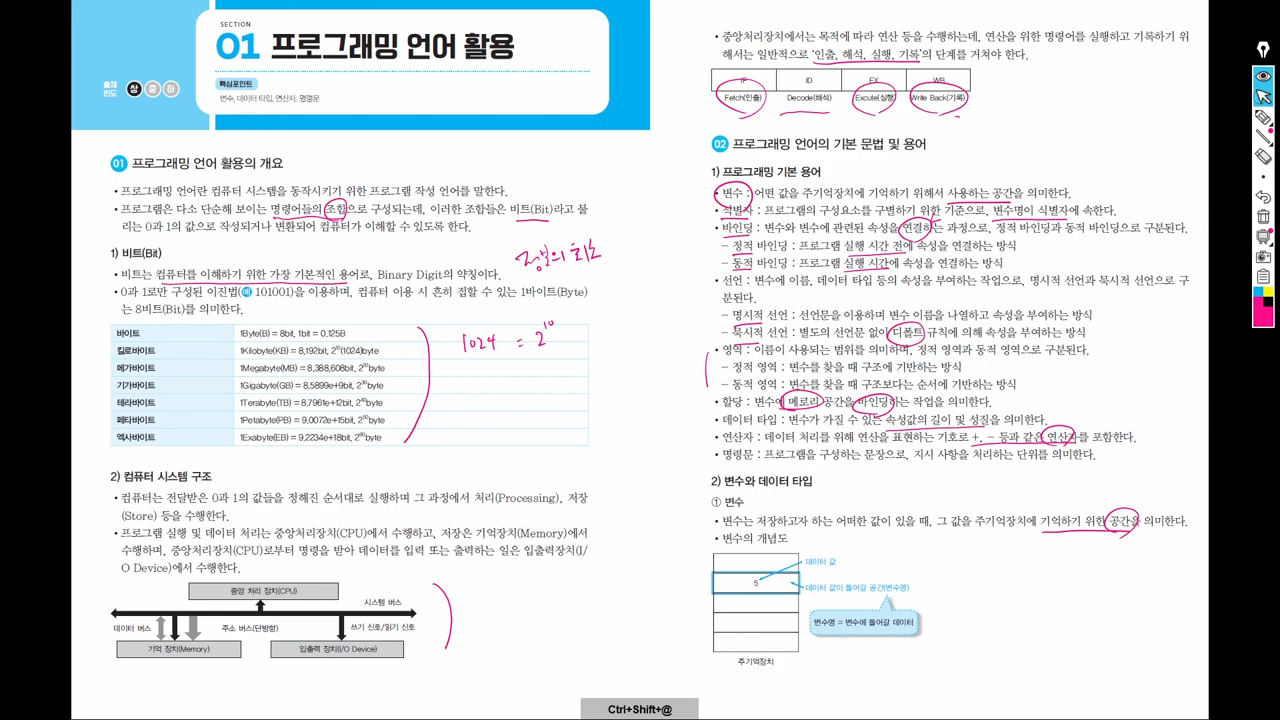 SECTION
01 프로그래밍 언어 활용
출제
빈도
상 중 하
핵심포인트
변수, 데이터 타입, 연산자, 명령문
01 프로그래밍 언어 활용의 개요
• 프로그래밍 언어란 컴퓨터 시스템을 동작시키기 위한 프로그램 작성 언어를 말한다.
• 프로그램은 다소 단순해 보이는 명령어들의 조합으로 구성되는데, 이러한 조합들은 비트(Bit)라고 불
리는 0과 1의 값으로 작성되거나 변환되어 컴퓨터가 이해할 수 있도록 한다.
1) 비트(Bit)
정보의 최소
• 비트는 컴퓨터를 이해하기 위한 가장 기본적인 용어로, Binary Digit의 약칭이다.
• 0과 1로만 구성된 이진법(예 101001)을 이용하며, 컴퓨터 이용 시 흔히 접할 수 있는 1바이트(Byte)
는 8비트(Bit)를 의미한다.
바이트 1Byte(B) = 8bit, 1bit = 0.125B
킬로바이트 1Kilobyte(KB) = 8,192bit, 2¹⁰(1024)byte
1024 = 2¹⁰
메가바이트 1Megabyte(MB) = 8,388,608bit, 2²⁰byte
기가바이트 1Gigabyte(GB) = 8,5899e+9bit, 2³⁰byte
테라바이트 1Terabyte(TB) = 8,7961e+12bit, 2⁴⁰byte
페타바이트 1Petabyte(PB) = 9,0072e+15bit, 2⁵⁰byte
엑사바이트 1Exabyte(EB) = 9,2234e+18bit, 2⁶⁰byte
2) 컴퓨터 시스템 구조
• 컴퓨터는 전달받은 0과 1의 값들을 정해진 순서대로 실행하며 그 과정에서 처리(Processing), 저장
(Store) 등을 수행한다.
• 프로그램 실행 및 데이터 처리는 중앙처리장치(CPU)에서 수행하고, 저장은 기억장치(Memory)에서
수행하며, 중앙처리장치(CPU)로부터 명령을 받아 데이터를 입력 또는 출력하는 일은 입출력장치(I/
O Device)에서 수행한다.
중앙 처리 장치(CPU)
시스템 버스
데이터 버스 주소 버스(단방향) 쓰기 신호/읽기 신호
기억 장치(Memory) 입출력 장치(I/O Device)
• 중앙처리장치에서는 목적에 따라 연산 등을 수행하는데, 연산을 위한 명령어를 실행하고 기록하기 위
해서는 일반적으로 '인출, 해석, 실행, 기록'의 단계를 거쳐야 한다.
IF ID EX WB
Fetch(인출) Decode(해석) Excute(실행) Write Back(기록)
02 프로그래밍 언어의 기본 문법 및 용어
1) 프로그래밍 기본 용어
• 변수 : 어떤 값을 주기억장치에 기억하기 위해서 사용하는 공간을 의미한다.
• 식별자 : 프로그램의 구성요소를 구별하기 위한 기준으로, 변수명이 식별자에 속한다.
• 바인딩 : 변수와 변수에 관련된 속성을 연결하는 과정으로, 정적 바인딩과 동적 바인딩으로 구분된다.
– 정적 바인딩 : 프로그램 실행 시간 전에 속성을 연결하는 방식
– 동적 바인딩 : 프로그램 실행 시간에 속성을 연결하는 방식
• 선언 : 변수에 이름, 데이터 타입 등의 속성을 부여하는 작업으로, 명시적 선언과 묵시적 선언으로 구
분된다.
– 명시적 선언 : 선언문을 이용하며 변수 이름을 나열하고 속성을 부여하는 방식
– 묵시적 선언 : 별도의 선언문 없이 디폴트 규칙에 의해 속성을 부여하는 방식
• 영역 : 이름이 사용되는 범위를 의미하며, 정적 영역과 동적 영역으로 구분된다.
– 정적 영역 : 변수를 찾을 때 구조에 기반하는 방식
– 동적 영역 : 변수를 찾을 때 구조보다는 순서에 기반하는 방식
• 할당 : 변수에 메로리 공간을 바인딩하는 작업을 의미한다.
• 데이터 타입 : 변수가 가질 수 있는 속성값의 길이 및 성질을 의미한다.
• 연산자 : 데이터 처리를 위해 연산을 표현하는 기호로 +, – 등과 같은 연산자를 포함한다.
• 명령문 : 프로그램을 구성하는 문장으로, 지시 사항을 처리하는 단위를 의미한다.
2) 변수와 데이터 타입
① 변수
• 변수는 저장하고자 하는 어떠한 값이 있을 때, 그 값을 주기억장치에 기억하기 위한 공간을 의미한다.
• 변수의 개념도
데이터 값
5
데이터 값이 들어갈 공간(변수명)
변수명 = 변수에 들어갈 데이터
주기억장치
Ctrl+Shift+@